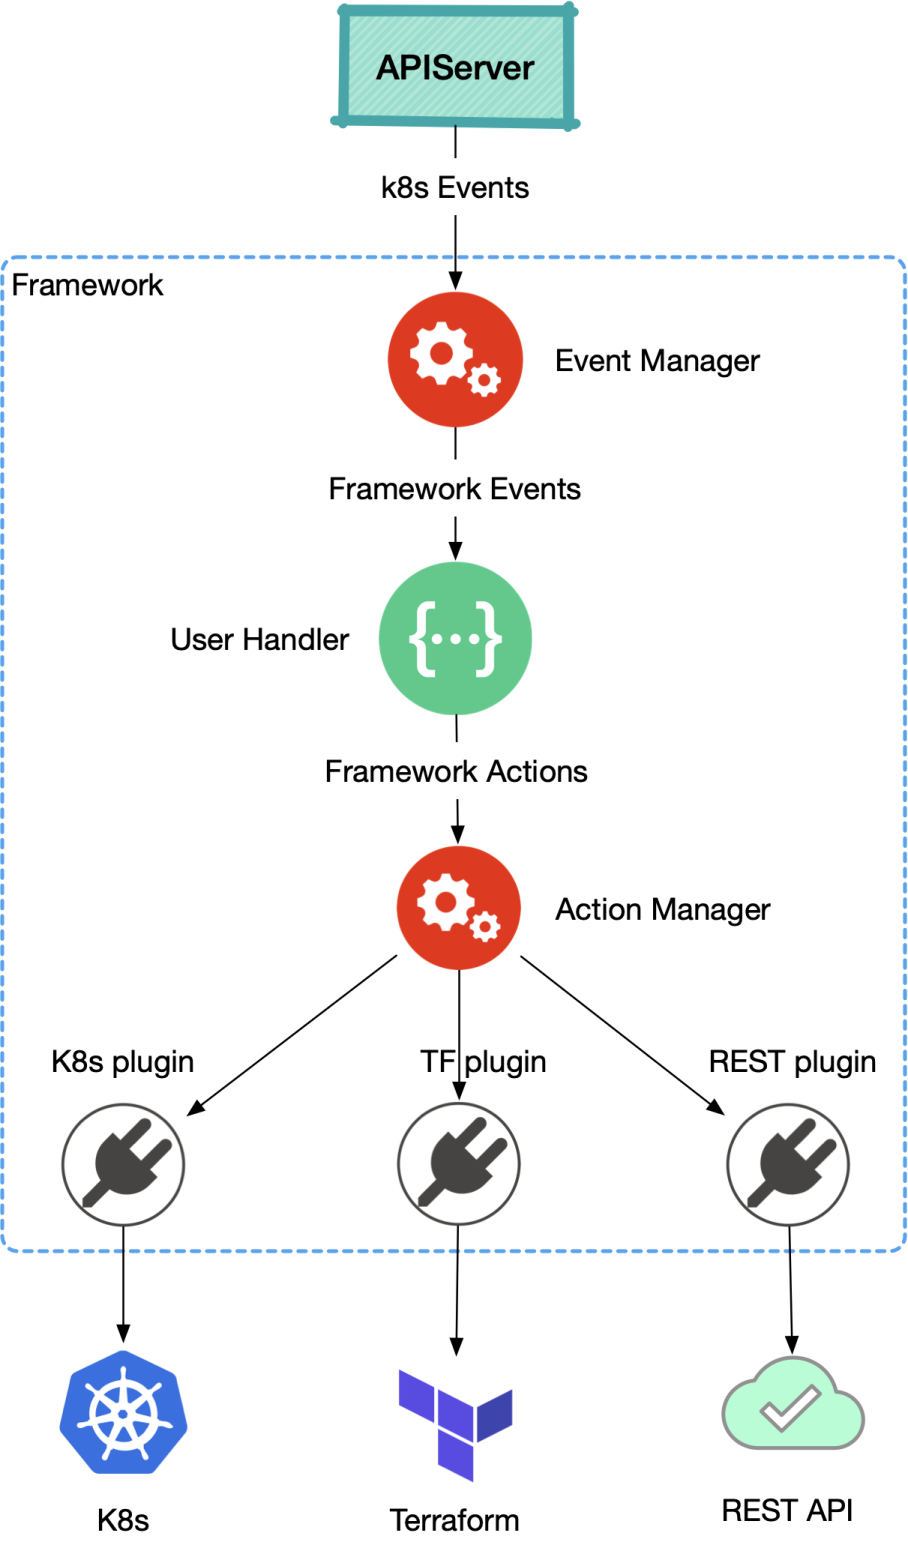 APIServer
k8s Events
Framework
Event Manager
Framework Events
User Handler
Framework Actions
Action Manager
K8s plugin
TF plugin
REST plugin
K8s
Terraform
REST API